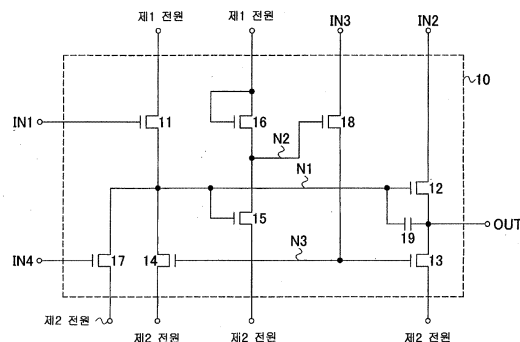 제1 전원 제1 전원 IN3 IN2
10
IN1 11 16 18
N2
N1
12
15 19 OUT
IN4 17 14 N3 13
제2 전원
제2 전원 제2 전원 제2 전원